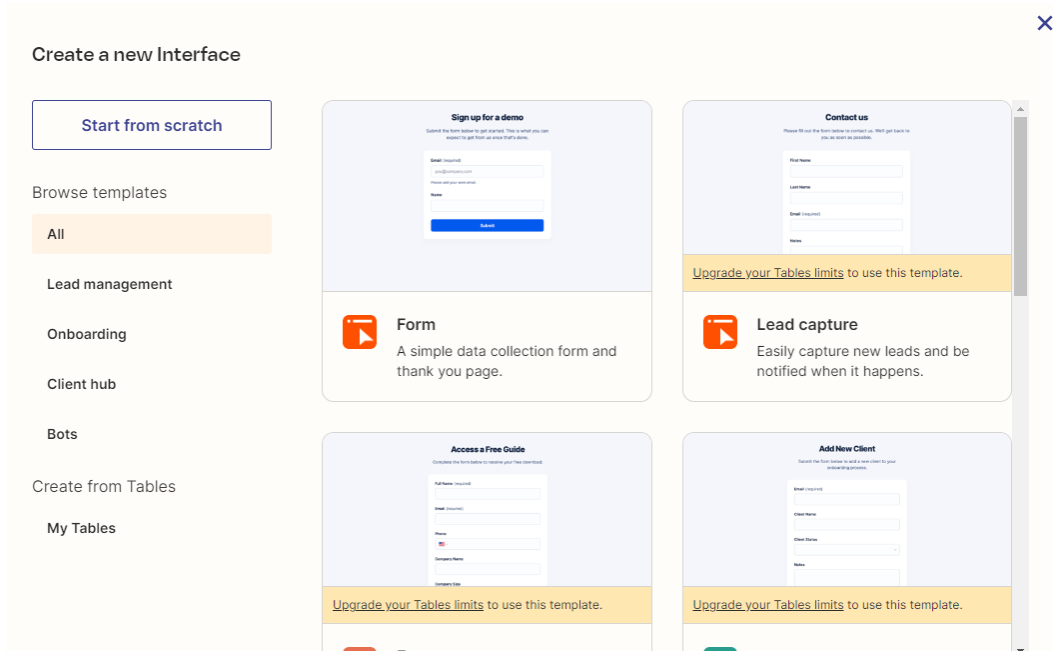 Create a new Interface
Start from scratch
Browse templates
All
Lead management
Onboarding
Client hub
Bots
Create from Tables
My Tables
Sign up for a demo
Submit the form below to get started. This is what you can
expect to get from us once that's done.
Email (required)
you@company.com
Please add your work email.
Name
Submit
Form
A simple data collection form and
thank you page.
Contact us
Please fill out the form below to contact us. We'll get back to
you as soon as possible.
First Name
Last Name
Email (required)
Notes
Upgrade your Tables limits to use this template.
Lead capture
Easily capture new leads and be
notified when it happens.
Access a Free Guide
Complete the form below to receive your free download.
Full Name (required)
Email (required)
Phone
Company Name
Company Size
Upgrade your Tables limits to use this template.
Add New Client
Submit the form below to add a new client to your
onboarding process.
Email (required)
Client Name
Client Status
Notes
Upgrade your Tables limits to use this template.